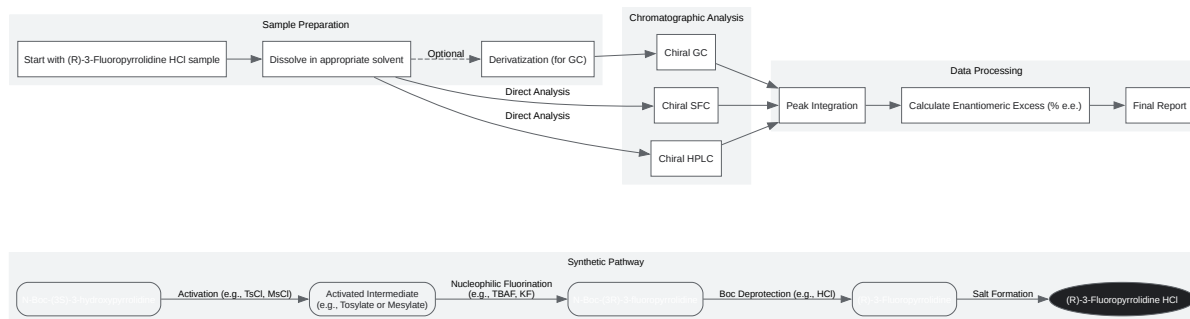 Sample Preparation
Start with (R)-3-Fluoropyrrolidine HCl sample
Dissolve in appropriate solvent
Optional
Derivatization (for GC)
Direct Analysis
Direct Analysis
Chromatographic Analysis
Chiral GC
Chiral SFC
Chiral HPLC
Data Processing
Peak Integration
Calculate Enantiomeric Excess (% e.e.)
Final Report
Synthetic Pathway
Activation (e.g., TsCl, MsCl)
Activated Intermediate
(e.g., Tosylate or Mesylate)
Nucleophilic Fluorination
(e.g., TBAF, KF)
Boc Deprotection (e.g., HCl)
Salt Formation
(R)-3-Fluoropyrrolidine HCl